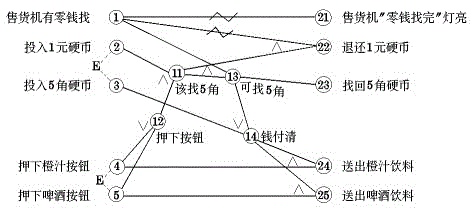 售货机有零钱找 1 21 售货机"零钱找完"灯亮
投入1元硬币 2 22 退还1元硬币
E
投入5角硬币 3 11 13 23 找回5角硬币
该找5角 可找5角
12
押下按钮 14 钱付清
押下橙汁按钮 4 24 送出橙汁饮料
E
押下啤酒按钮 5 25 送出啤酒饮料